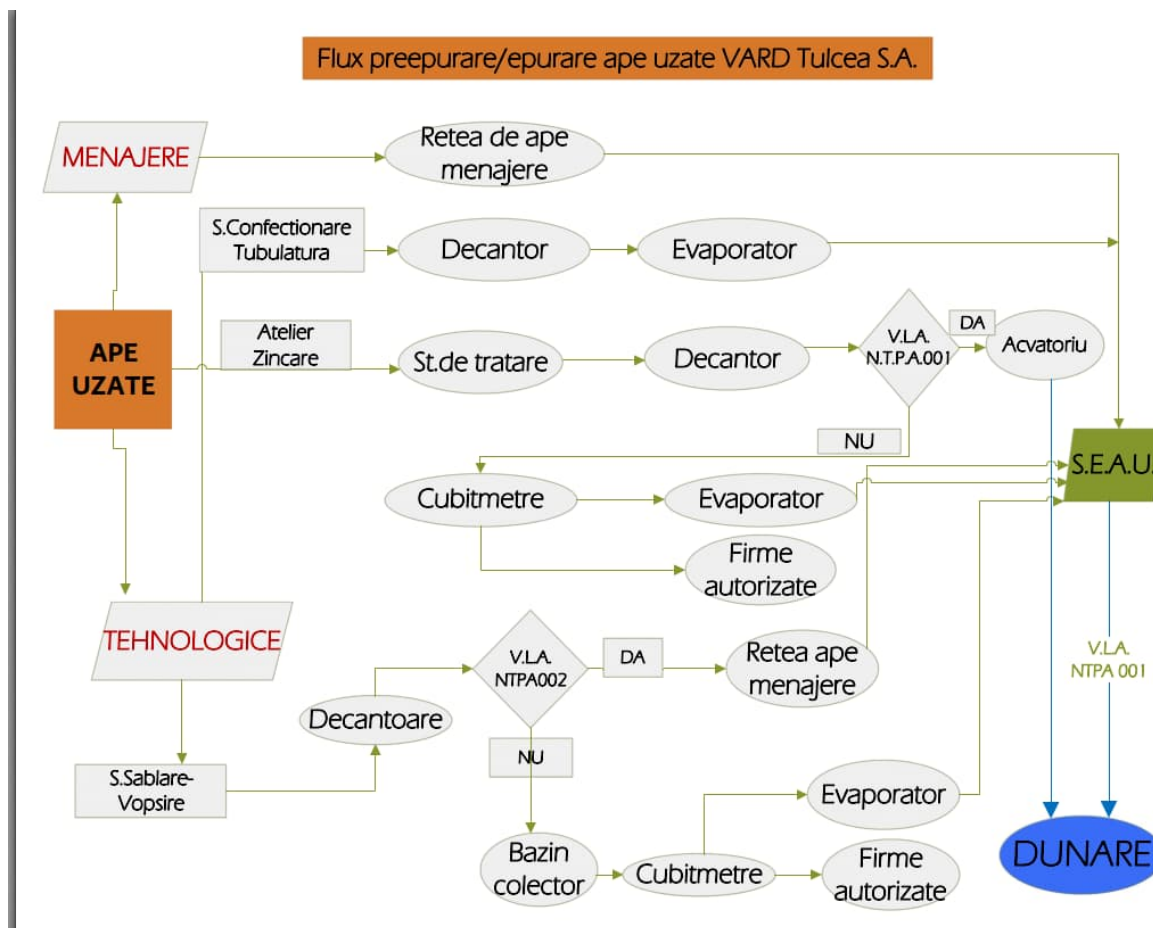 Flux preepurare/epurare ape uzate VARD Tulcea S.A.
MENAJERE
Retea de ape
menajere
S.Confectionare
Tubulatura
Decantor
Evaporator
APE
UZATE
Atelier
Zincare
St.de tratare
Decantor
V.L.A.
N.T.P.A.001
DA
Acvatoriu
NU
S.E.A.U.
Cubitmetre
Evaporator
Firme
autorizate
TEHNOLOGICE
V.L.A.
NTPA002
DA
Retea ape
menajere
V.L.A.
NTPA 001
Decantoare
NU
S.Sablare-
Vopsire
Evaporator
Bazin
colector
Cubitmetre
Firme
autorizate
DUNARE